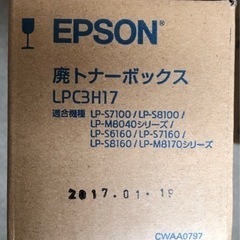 EPSON
廃トナーボックス
LPC3H17
適合機種 LP-S7100 / LP-S8100 /
LP-M8040シリーズ /
LP-S6160 / LP-S7160 /
LP-S8160 / LP-M8170シリーズ
2017.01.19
CWAA0797